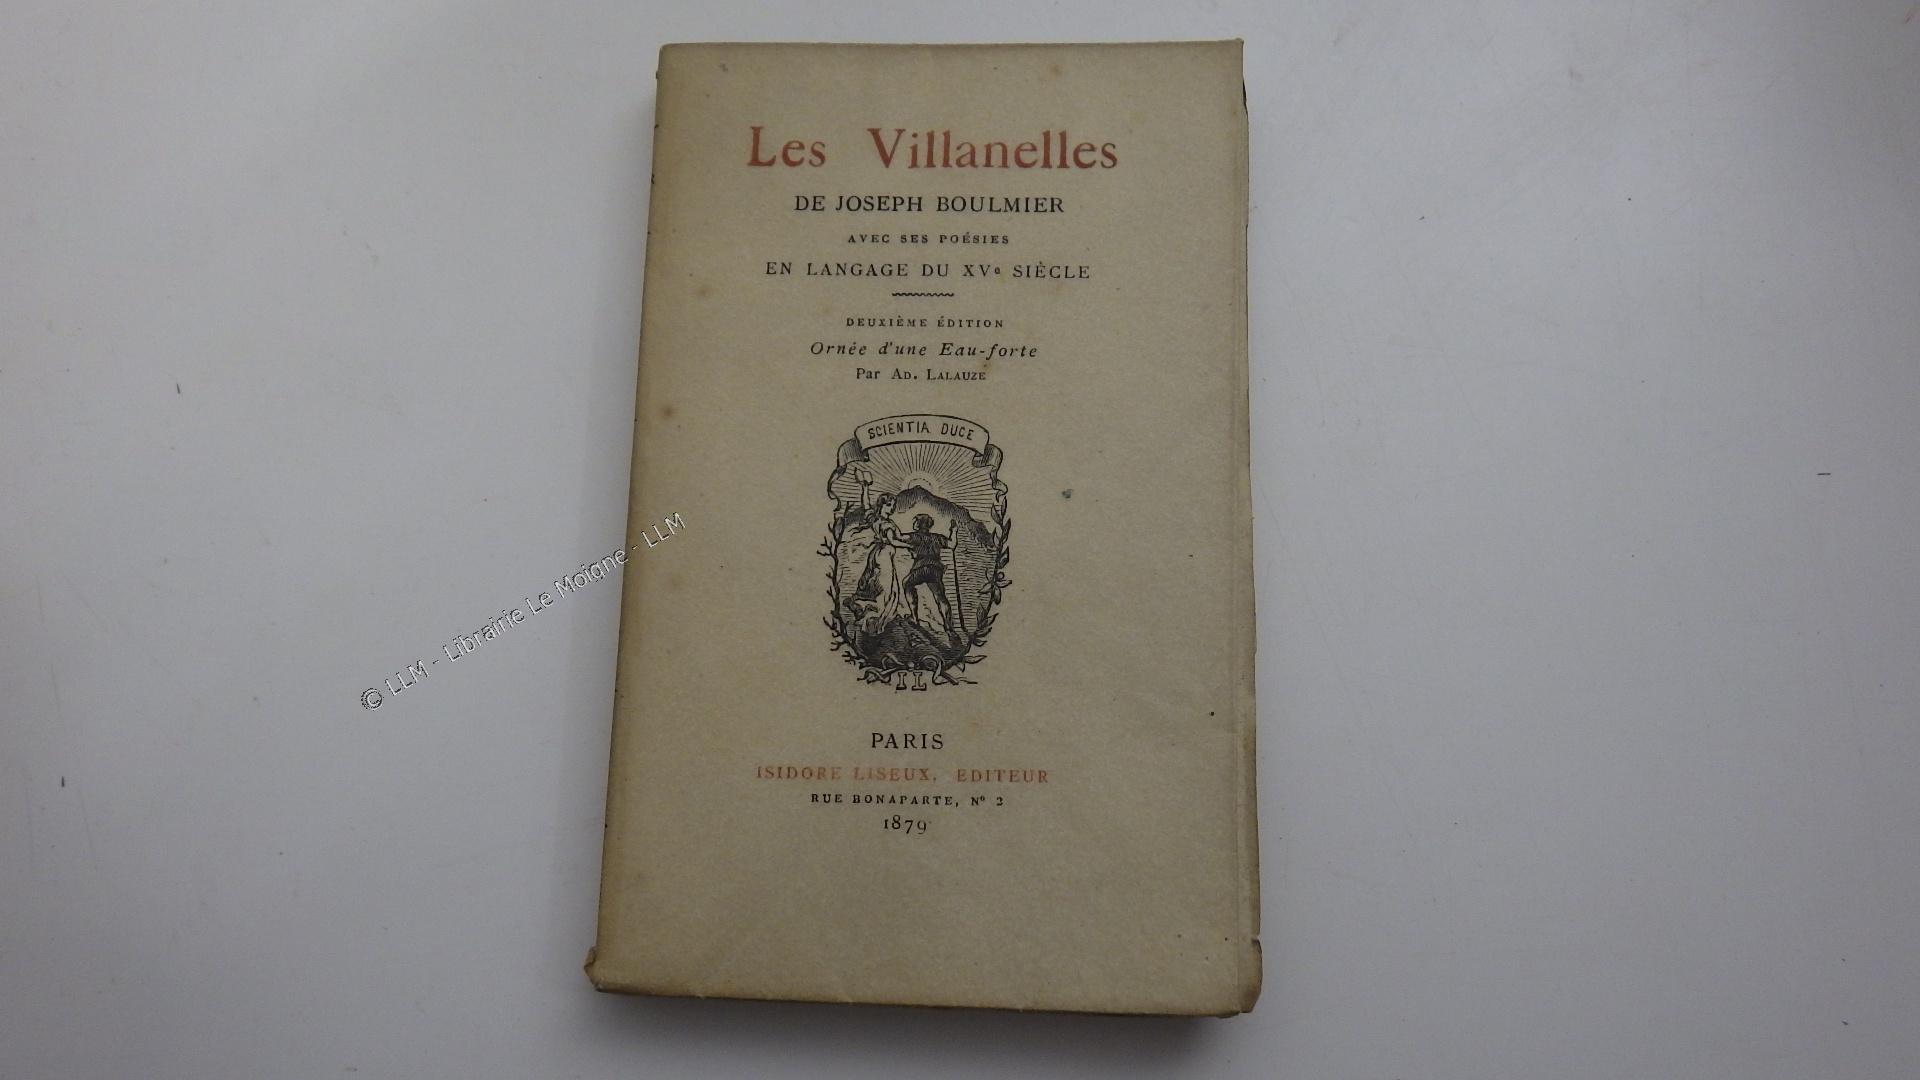 Les Villanelles
DE JOSEPH BOULMIER
AVEC SES POÉSIES
EN LANGAGE DU XVe SIÈCLE
DEUXIÈME ÉDITION
Ornée d'une Eau-forte
Par AD. LALAUZE
SCIENTIA DUCE
IL
PARIS
ISIDORE LISEUX, EDITEUR
RUE BONAPARTE, Nº 2
1879
© LLM - Librairie Le Moigne - LLM